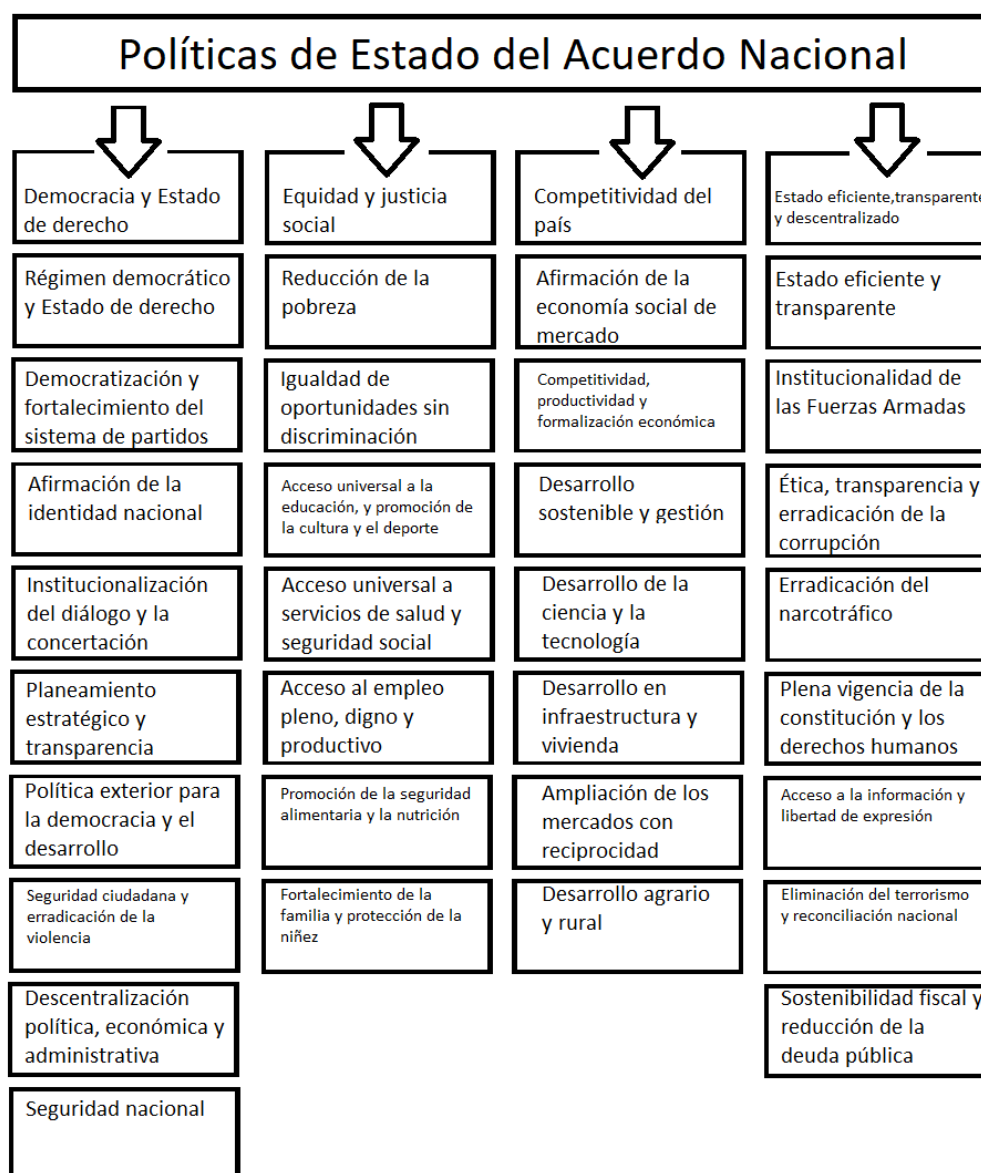 Políticas de Estado del Acuerdo Nacional
Democracia y Estado
de derecho
Régimen democrático
y Estado de derecho
Democratización y
fortalecimiento del
sistema de partidos
Afirmación de la
identidad nacional
Institucionalización
del diálogo y la
concertación
Planeamiento
estratégico y
transparencia
Política exterior para
la democracia y el
desarrollo
Seguridad ciudadana y
erradicación de la
violencia
Descentralización
política, económica y
administrativa
Seguridad nacional
Equidad y justicia
social
Reducción de la
pobreza
Igualdad de
oportunidades sin
discriminación
Acceso universal a la
educación, y promoción de
la cultura y el deporte
Acceso universal a
servicios de salud y
seguridad social
Acceso al empleo
pleno, digno y
productivo
Promoción de la seguridad
alimentaria y la nutrición
Fortalecimiento de la
familia y protección de la
niñez
Competitividad del
país
Afirmación de la
economía social de
mercado
Competitividad,
productividad y
formalización económica
Desarrollo
sostenible y gestión
Desarrollo de la
ciencia y la
tecnología
Desarrollo en
infraestructura y
vivienda
Ampliación de los
mercados con
reciprocidad
Desarrollo agrario
y rural
Estado eficiente,transparente
y descentralizado
Estado eficiente y
transparente
Institucionalidad de
las Fuerzas Armadas
Ética, transparencia y
erradicación de la
corrupción
Erradicación del
narcotráfico
Plena vigencia de la
constitución y los
derechos humanos
Acceso a la información y
libertad de expresión
Eliminación del terrorismo
y reconciliación nacional
Sostenibilidad fiscal y
reducción de la
deuda pública